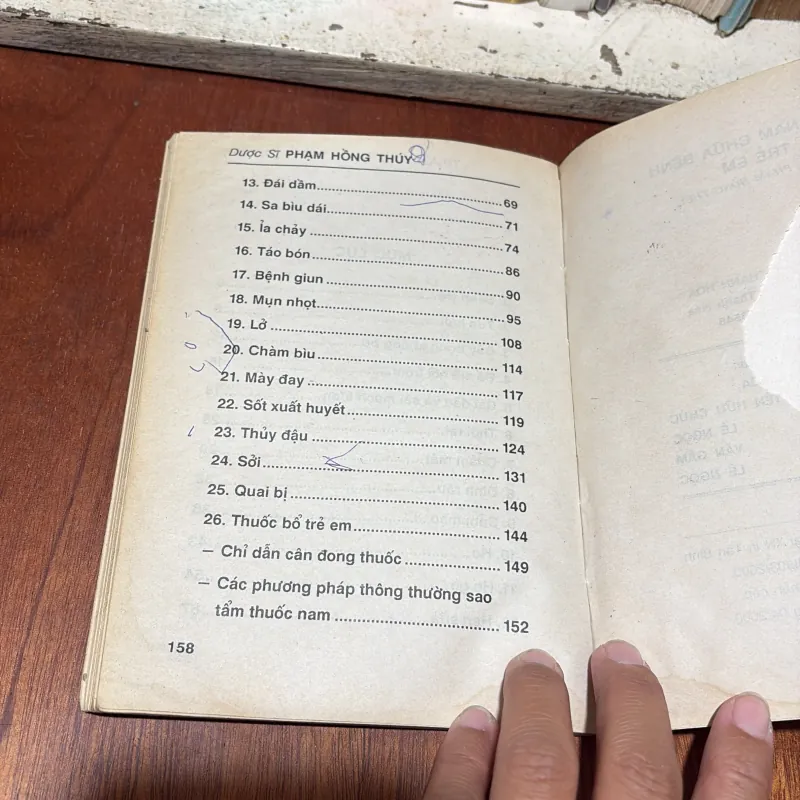 Dược Sĩ PHẠM HỒNG THÚY
13. Đái dầm 69
14. Sa bìu dái 71
15. Ỉa chảy 74
16. Táo bón 86
17. Bệnh giun 90
18. Mụn nhọt 95
19. Lở 108
20. Chàm bìu 114
21. Mày đay 117
22. Sốt xuất huyết 119
23. Thủy đậu 124
24. Sởi 131
25. Quai bị 140
26. Thuốc bổ trẻ em 144
– Chỉ dẫn cân đong thuốc 149
– Các phương pháp thông thường sao
tẩm thuốc nam 152
158